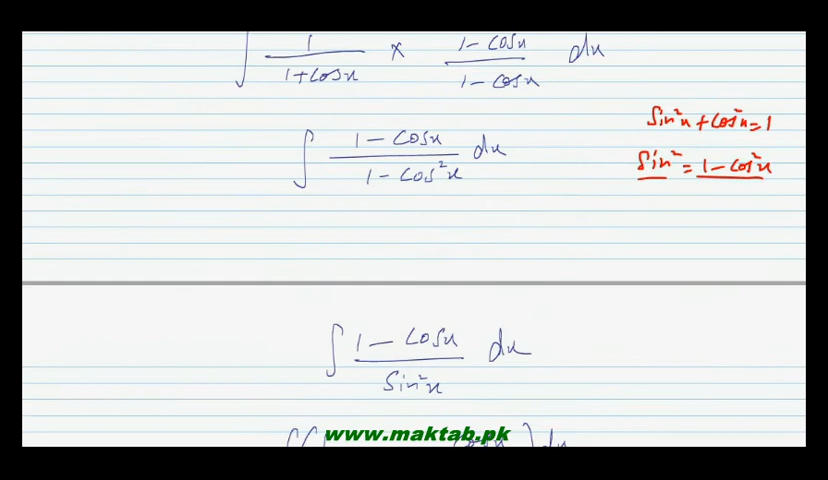 ∫ 1/(1+Cosx) × (1-Cosx)/(1-Cosx) dx
∫ (1-Cosx)/(1-Cos²x) dx
Sin²x + Cos²x = 1
Sin² = 1-Cos²x
∫ (1-Cosx)/Sin²x dx
www.maktab.pk